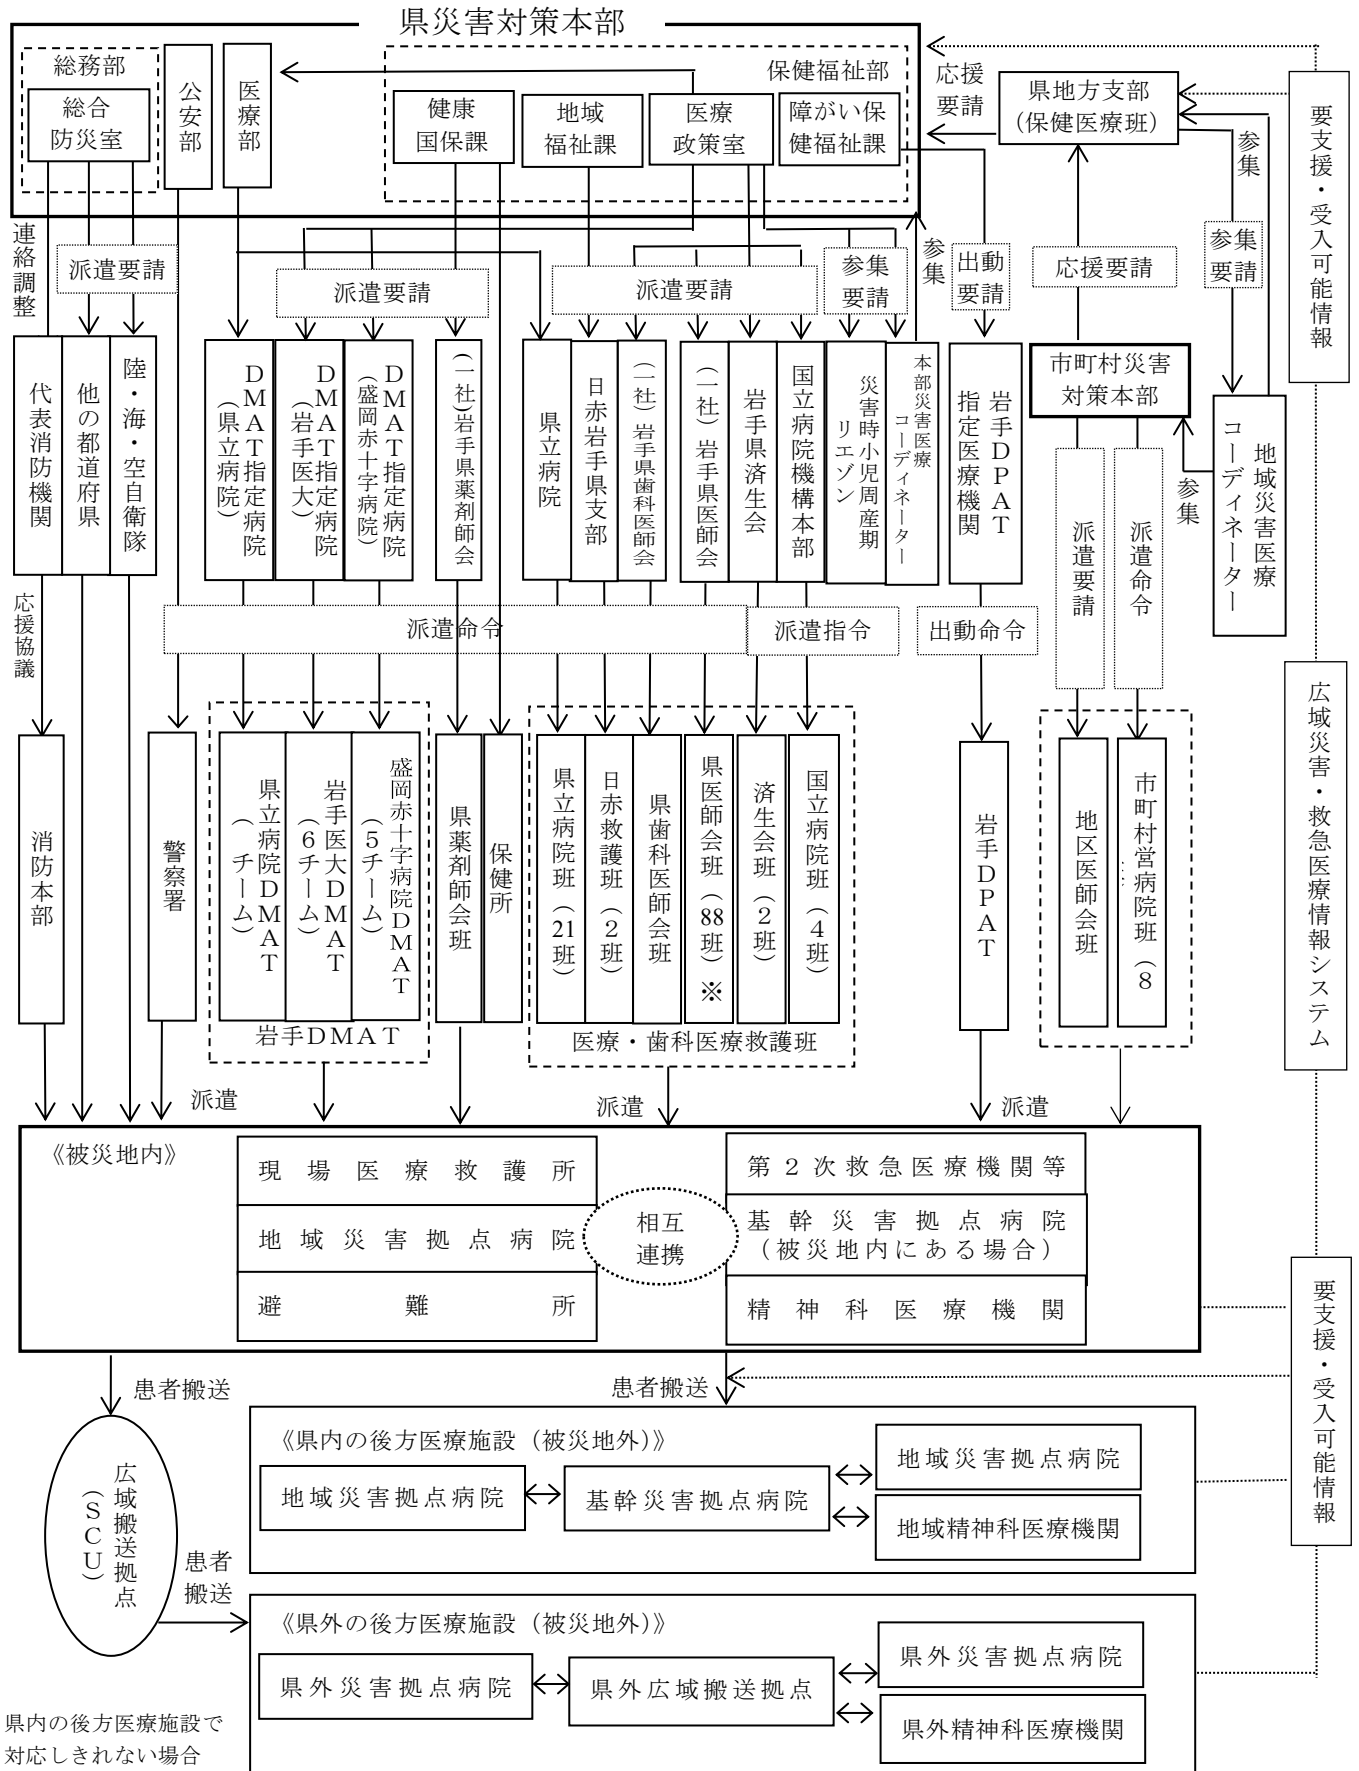 県災害対策本部
総務部
総合
防災室
公安部
医療部
保健福祉部
健康
国保課
地域
福祉課
医療
政策室
障がい保
健福祉課
応援
要請
県地方支部
(保健医療班)
参集
参集
要請
要支援・受入可能情報
連絡調整
派遣要請
派遣要請
派遣要請
参集
要請
参集
出動
要請
応援要請
代表消防機関
他の都道府県
陸・海・空自衛隊
DMAT指定病院
(県立病院)
DMAT指定病院
(岩手医大)
DMAT指定病院
(盛岡赤十字病院)
(一社)岩手県薬剤師会
県立病院
日赤岩手県支部
(一社)岩手県歯科医師会
(一社)岩手県医師会
岩手県済生会
国立病院機構本部
災害時小児周産期
リエゾン
本部災害医療
コーディネーター
岩手DPAT
指定医療機関
市町村災害
対策本部
参集
地域災害医療
コーディネーター
応援協議
派遣命令
派遣指令
出動命令
派遣要請
派遣命令
広域災害・救急医療情報システム
消防本部
警察署
県立病院DMAT
(  チーム)
岩手医大DMAT
(6チーム)
盛岡赤十字病院DMAT
(5チーム)
岩手DMAT
県薬剤師会班
保健所
県立病院班(21班)
日赤救護班(2班)
県歯科医師会班
県医師会班(88班)※
済生会班(2班)
国立病院班(4班)
医療・歯科医療救護班
岩手DPAT
地区医師会班
市町村営病院班(8
派遣
派遣
派遣
《被災地内》
現場医療救護所
地域災害拠点病院
避難所
相互
連携
第2次救急医療機関等
基幹災害拠点病院
(被災地内にある場合)
精神科医療機関
要支援・受入可能情報
患者搬送
患者搬送
広域搬送拠点
(SCU)
患者
搬送
《県内の後方医療施設(被災地外)》
地域災害拠点病院
基幹災害拠点病院
地域災害拠点病院
地域精神科医療機関
《県外の後方医療施設(被災地外)》
県外災害拠点病院
県外広域搬送拠点
県外災害拠点病院
県外精神科医療機関
県内の後方医療施設で
対応しきれない場合